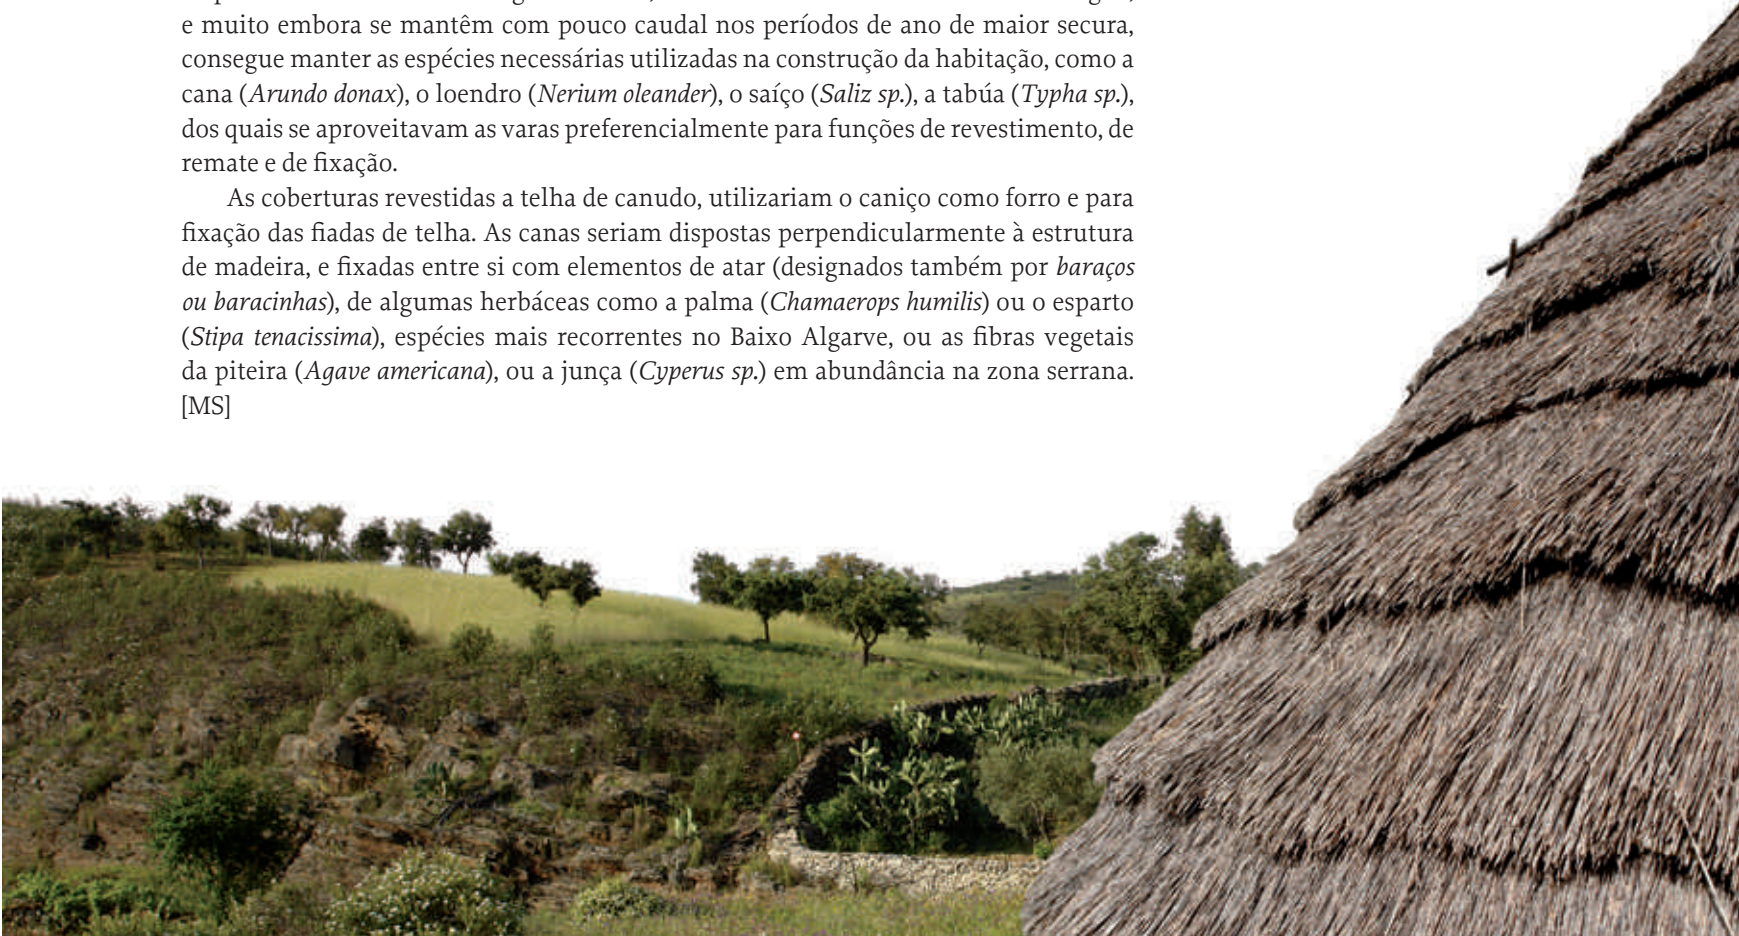 e muito embora se mantêm com pouco caudal nos períodos de ano de maior secura,
consegue manter as espécies necessárias utilizadas na construção da habitação, como a
cana (Arundo donax), o loendro (Nerium oleander), o saíço (Saliz sp.), a tabúa (Typha sp.),
dos quais se aproveitavam as varas preferencialmente para funções de revestimento, de
remate e de fixação.
As coberturas revestidas a telha de canudo, utilizariam o caniço como forro e para
fixação das fiadas de telha. As canas seriam dispostas perpendicularmente à estrutura
de madeira, e fixadas entre si com elementos de atar (designados também por baraços
ou baracinhas), de algumas herbáceas como a palma (Chamaerops humilis) ou o esparto
(Stipa tenacissima), espécies mais recorrentes no Baixo Algarve, ou as fibras vegetais
da piteira (Agave americana), ou a junça (Cyperus sp.) em abundância na zona serrana.
[MS]